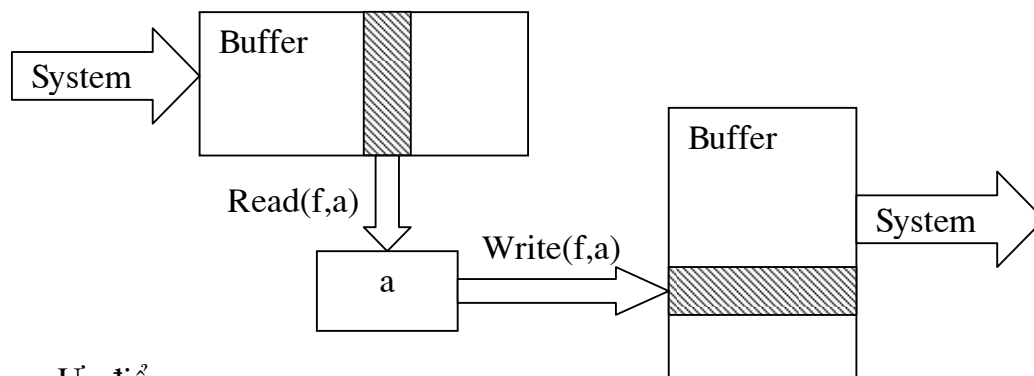 Buffer
System
Buffer
Read(f,a)
System
Write(f,a)
a